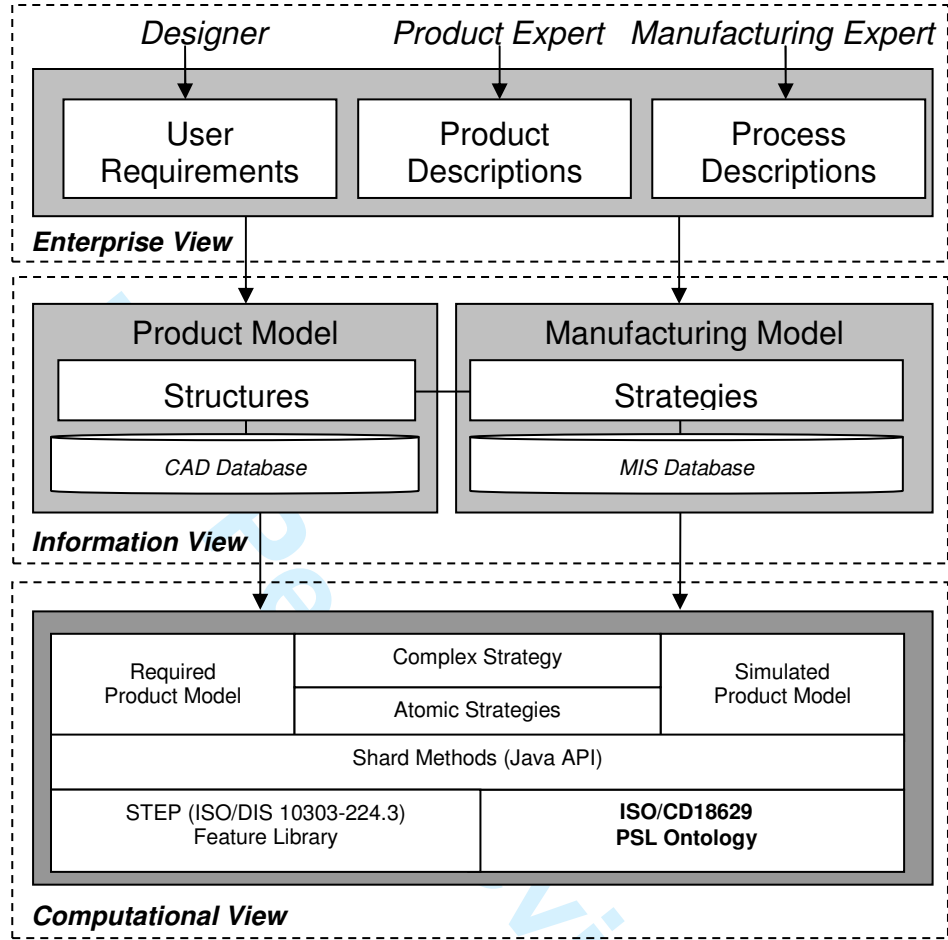 Designer
Product Expert
Manufacturing Expert
User
Requirements
Product
Descriptions
Process
Descriptions
Enterprise View
Product Model
Manufacturing Model
Structures
Strategies
CAD Database
MIS Database
Information View
Required
Product Model
Complex Strategy
Atomic Strategies
Simulated
Product Model
Shard Methods (Java API)
STEP (ISO/DIS 10303-224.3)
Feature Library
ISO/CD18629
PSL Ontology
Computational View